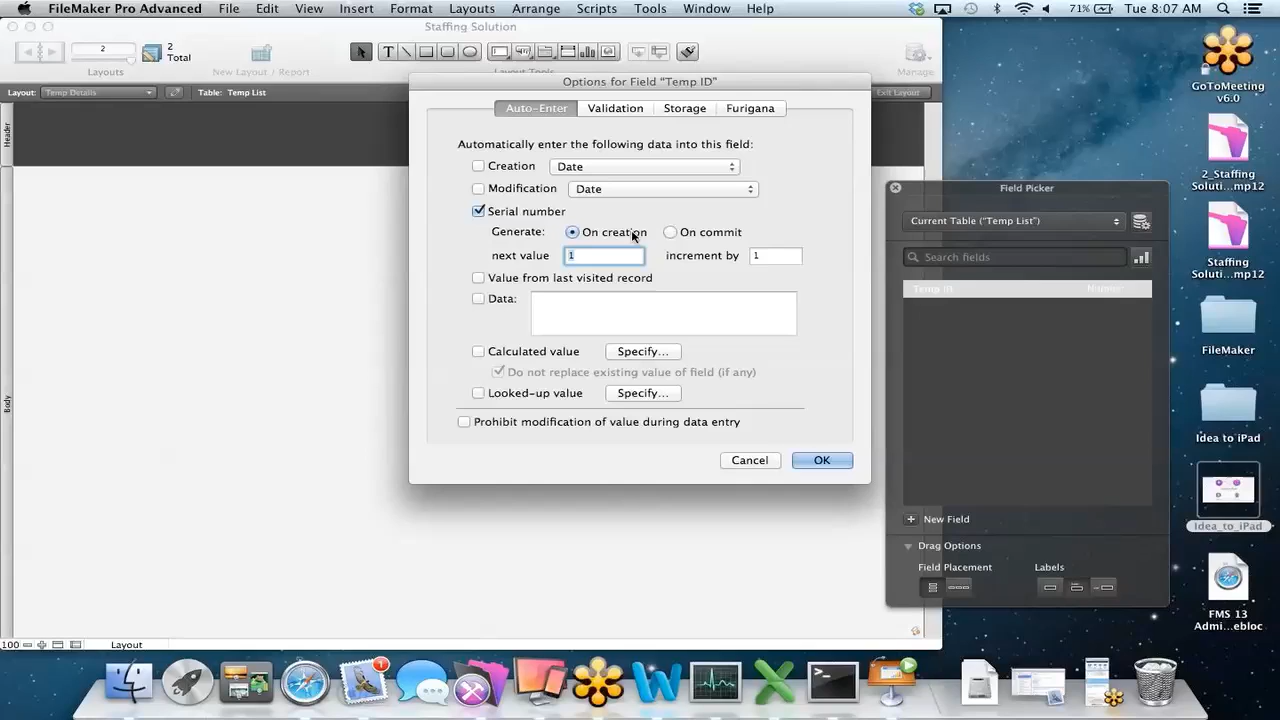 FileMaker Pro Advanced File Edit View Insert Format Layouts Arrange Scripts Tools Window Help 71% Tue 8:07 AM
Staffing Solution
2
2
Total
Layouts
New Layout / Report
Layout Tools
Manage
Layout: Temp Details Table: Temp List Exit Layout
Header
Body
Options for Field "Temp ID"
Auto-Enter Validation Storage Furigana
Automatically enter the following data into this field:
Creation Date
Modification Date
Serial number
Generate: On creation On commit
next value 1 increment by 1
Value from last visited record
Data:
Calculated value Specify...
Do not replace existing value of field (if any)
Looked-up value Specify...
Prohibit modification of value during data entry
Cancel OK
Field Picker
Current Table ("Temp List")
Search fields
Temp ID Number
New Field
Drag Options
Field Placement Labels
GoToMeeting
v6.0
2_Staffing
Soluti....mp12
Staffing
Soluti....mp12
FileMaker
Idea to iPad
Idea_to_iPad
FMS 13
Admi...ebloc
100 Layout
1